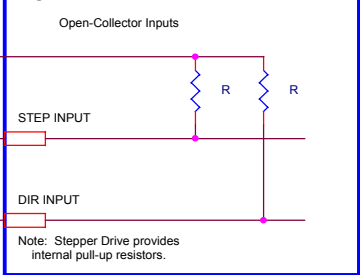 Open-Collector Inputs
R R
STEP INPUT
DIR INPUT
Note: Stepper Drive provides
internal pull-up resistors.